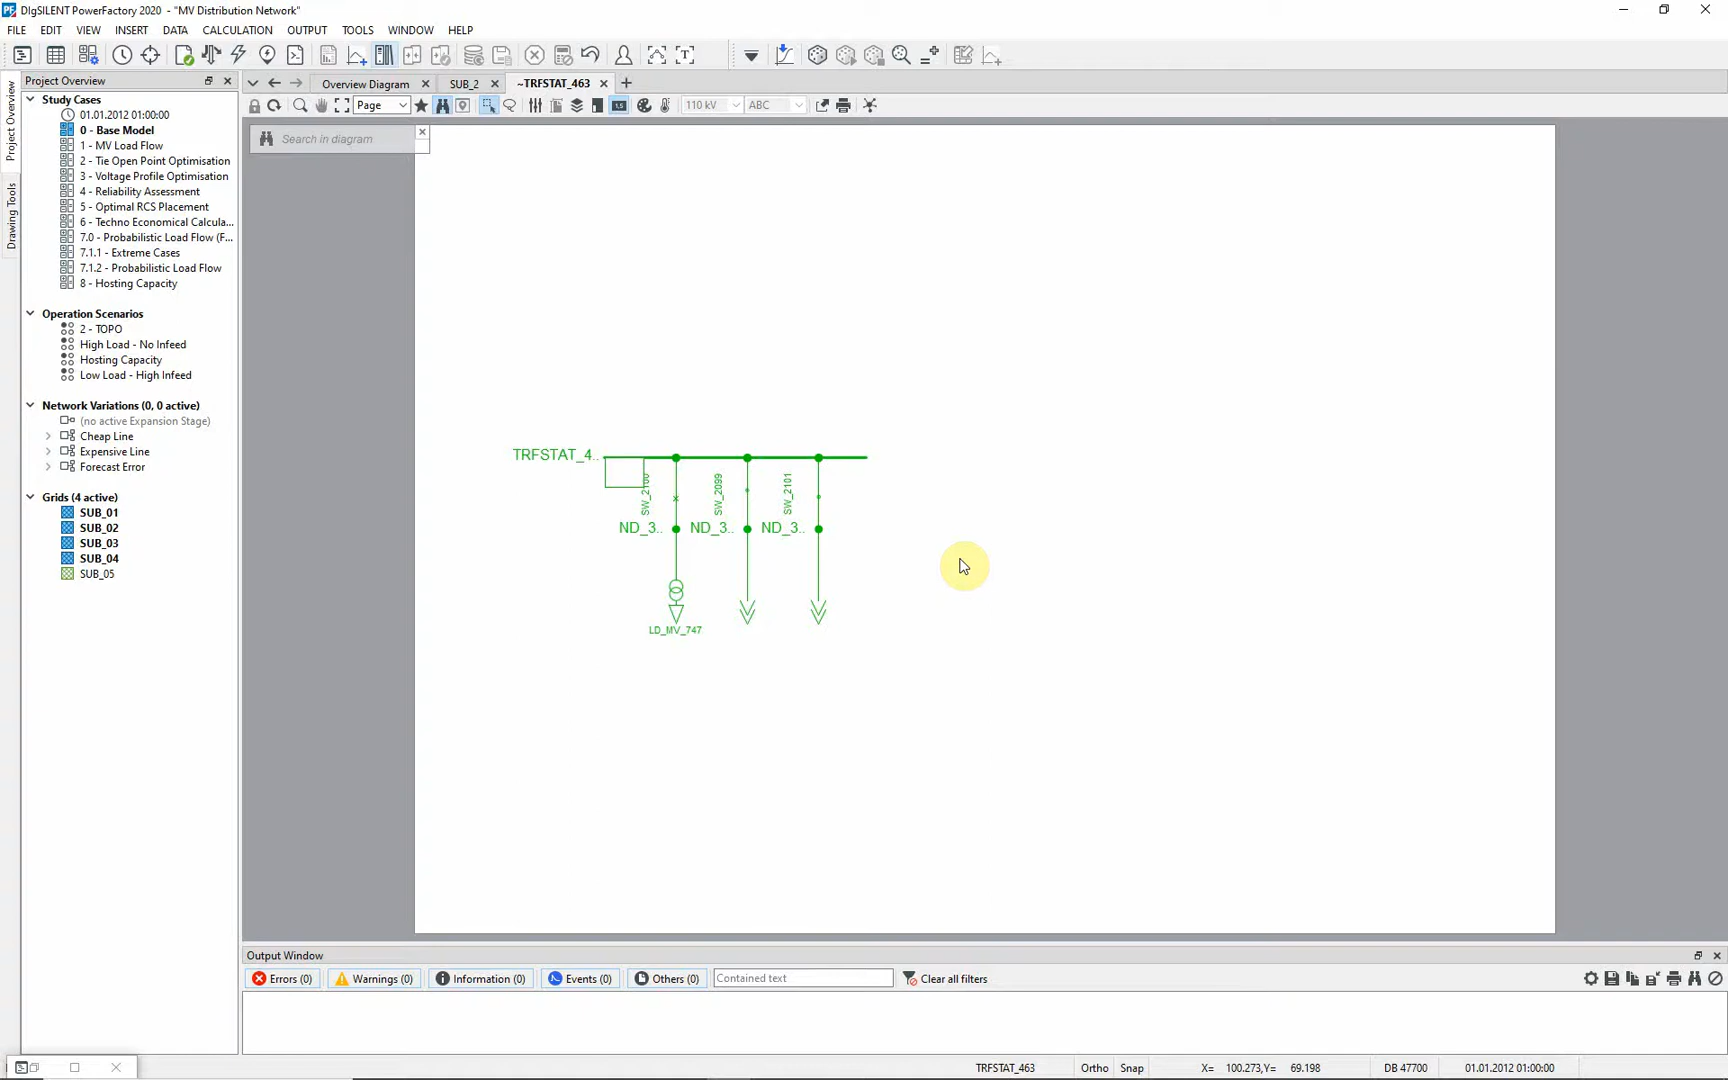 DIgSILENT PowerFactory 2020 - "MV Distribution Network"
FILE EDIT VIEW INSERT DATA CALCULATION OUTPUT TOOLS WINDOW HELP
Project Overview
Overview Diagram
SUB_2
~TRFSTAT_463
Page
110 kV
ABC
Project Overview
Drawing Tools
Search in diagram
Study Cases
01.01.2012 01:00:00
0 - Base Model
1 - MV Load Flow
2 - Tie Open Point Optimisation
3 - Voltage Profile Optimisation
4 - Reliability Assessment
5 - Optimal RCS Placement
6 - Techno Economical Calcula...
7.0 - Probabilistic Load Flow (F...
7.1.1 - Extreme Cases
7.1.2 - Probabilistic Load Flow
8 - Hosting Capacity
Operation Scenarios
2 - TOPO
High Load - No Infeed
Hosting Capacity
Low Load - High Infeed
Network Variations (0, 0 active)
(no active Expansion Stage)
Cheap Line
Expensive Line
Forecast Error
Grids (4 active)
SUB_01
SUB_02
SUB_03
SUB_04
SUB_05
TRFSTAT_4..
SW_2100
SW_2099
SW_2101
ND_3..
ND_3..
ND_3..
LD_MV_747
Output Window
Errors (0)
Warnings (0)
Information (0)
Events (0)
Others (0)
Contained text
Clear all filters
TRFSTAT_463
Ortho
Snap
X= 100.273,Y= 69.198
DB 47700
01.01.2012 01:00:00